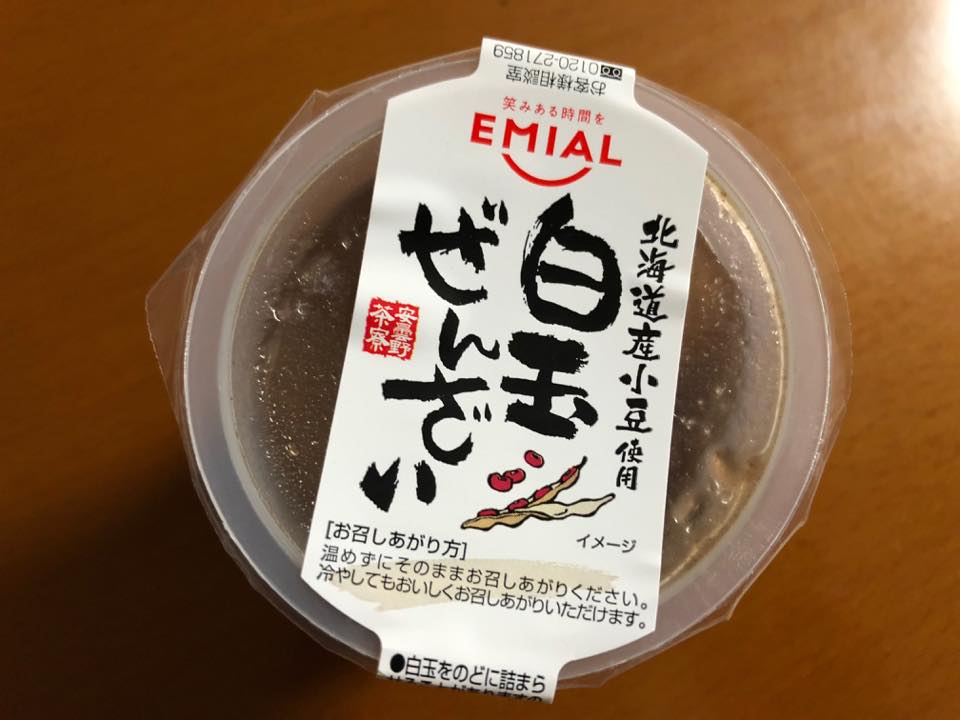 お客様相談室
0120-271859
笑みある時間を
EMIAL
北海道産小豆使用
白玉
ぜんざい
安曇野
茶寮
イメージ
[お召しあがり方]
温めずにそのままお召しあがりください。
冷やしてもおいしくお召しあがりいただけます。
●白玉をのどに詰まら